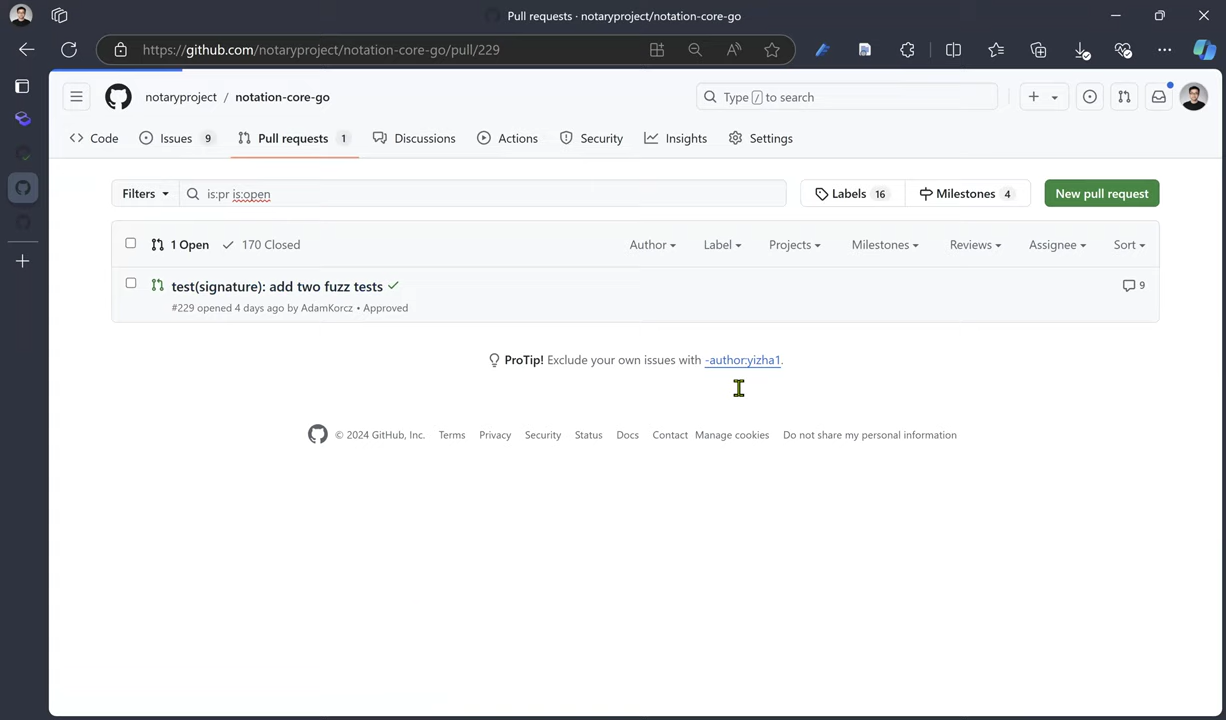 Pull requests · notaryproject/notation-core-go
https://github.com/notaryproject/notation-core-go/pull/229
notaryproject / notation-core-go
Type / to search
Code
Issues 9
Pull requests 1
Discussions
Actions
Security
Insights
Settings
Filters
is:pr is:open
Labels 16
Milestones 4
New pull request
1 Open
170 Closed
Author
Label
Projects
Milestones
Reviews
Assignee
Sort
test(signature): add two fuzz tests
9
#229 opened 4 days ago by AdamKorcz • Approved
ProTip! Exclude your own issues with -author:yizha1.
© 2024 GitHub, Inc. Terms Privacy Security Status Docs Contact Manage cookies Do not share my personal information